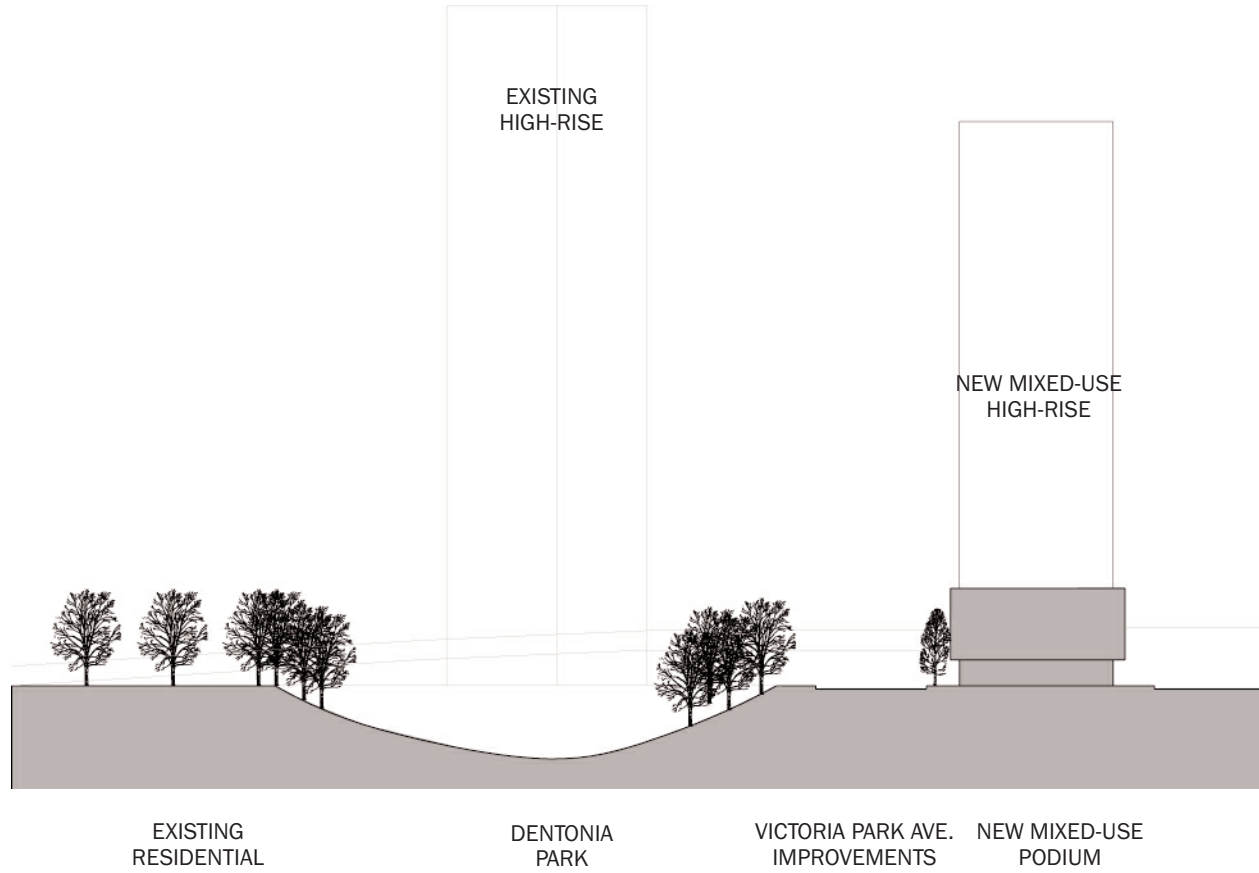 EXISTING
HIGH-RISE
NEW MIXED-USE
HIGH-RISE
EXISTING
RESIDENTIAL
DENTONIA
PARK
VICTORIA PARK AVE.
IMPROVEMENTS
NEW MIXED-USE
PODIUM